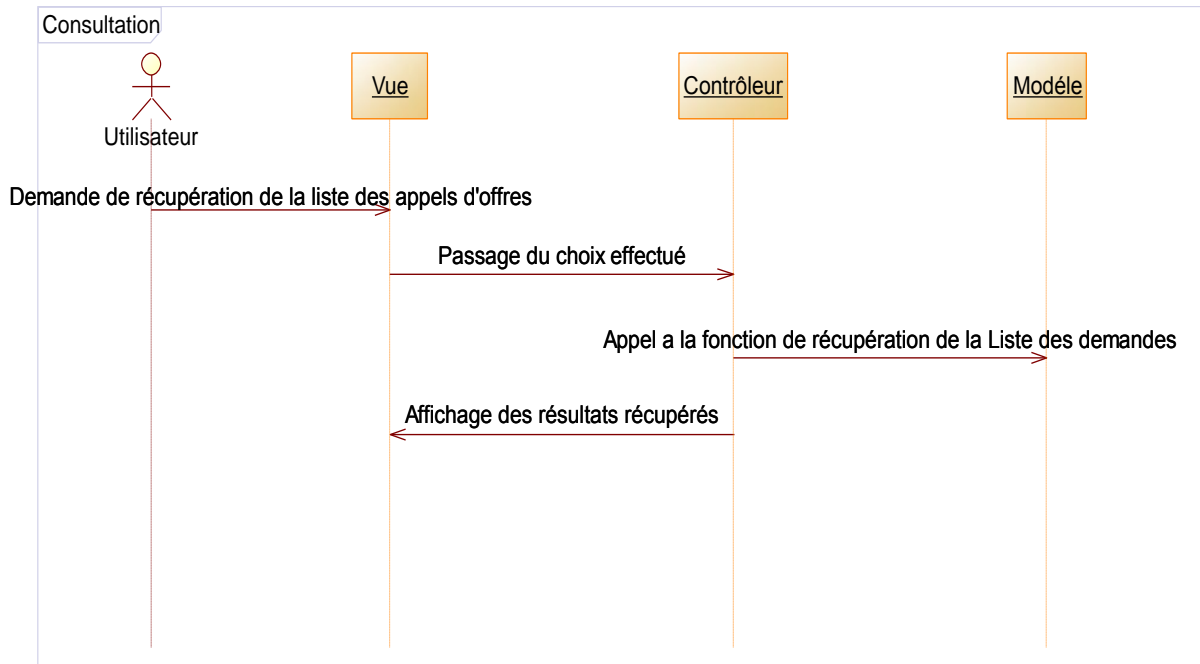 Consultation
Utilisateur
Vue
Contrôleur
Modéle
Demande de récupération de la liste des appels d'offres
Passage du choix effectué
Appel a la fonction de récupération de la Liste des demandes
Affichage des résultats récupérés